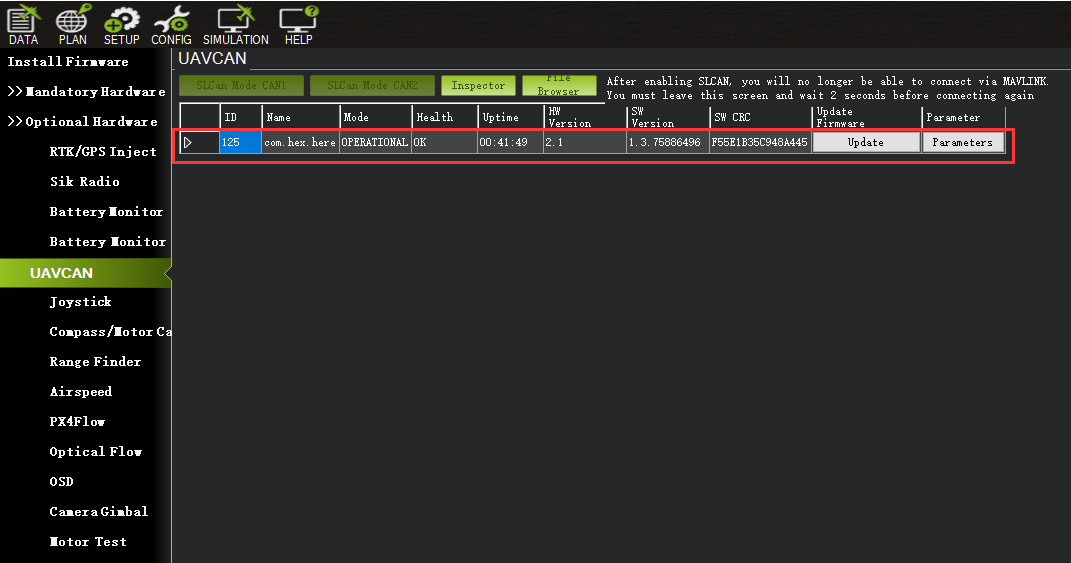 DATA PLAN SETUP CONFIG SIMULATION HELP
Install Firmware
>> Mandatory Hardware
>> Optional Hardware
RTK/GPS Inject
Sik Radio
Battery Monitor
Battery Monitor
UAVCAN
Joystick
Compass/Motor Ca
Range Finder
Airspeed
PX4Flow
Optical Flow
OSD
Camera Gimbal
Motor Test
UAVCAN
SLCan Mode CAN1 SLCan Mode CAN2 Inspector File Browser
After enabling SLCAN, you will no longer be able to connect via MAVLINK.
You must leave this screen and wait 2 seconds before connecting again
ID Name Mode Health Uptime HW Version SW Version SW CRC Update Firmware Parameter
125 com.hex.here OPERATIONAL OK 00:41:49 2.1 1.3.75886496 F55E1B35C948A445 Update Parameters